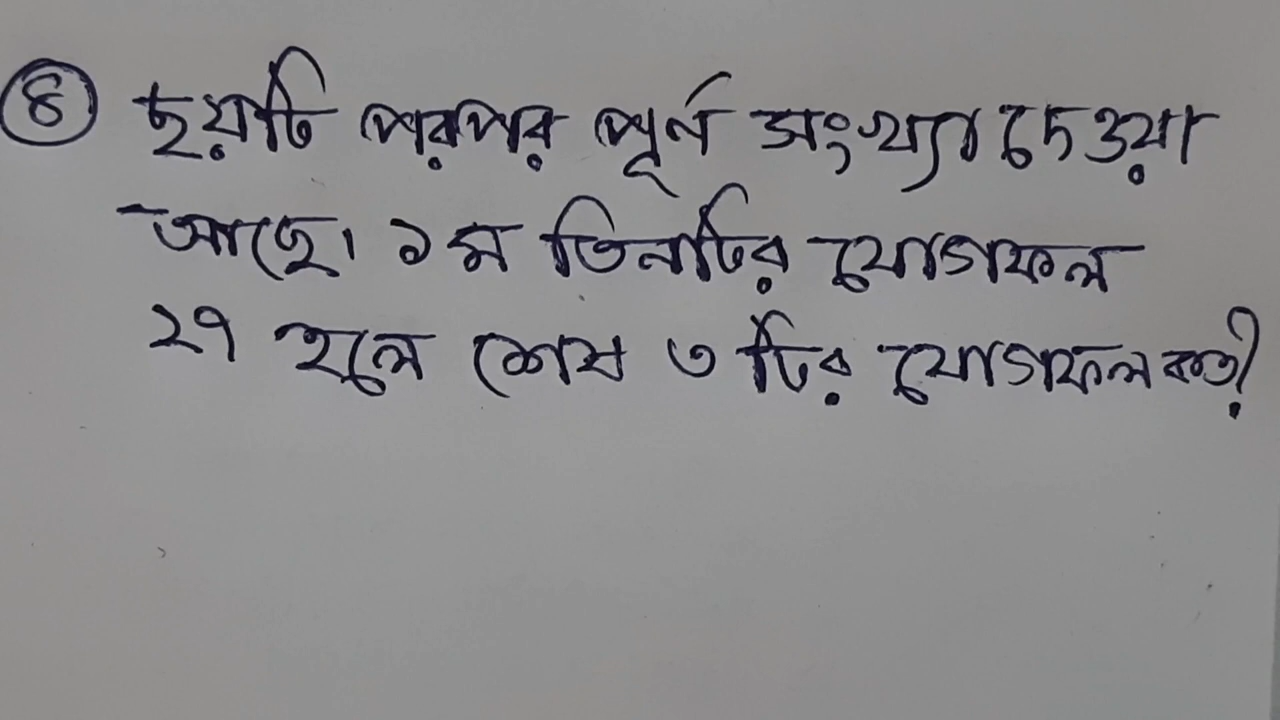 ৪ ছয়টি পরপর পূর্ন সংখ্যা দেওয়া
আছে। ১ম তিনটির যোগফল
২৭ হলে শেষ ৩ টির যোগফল কত?